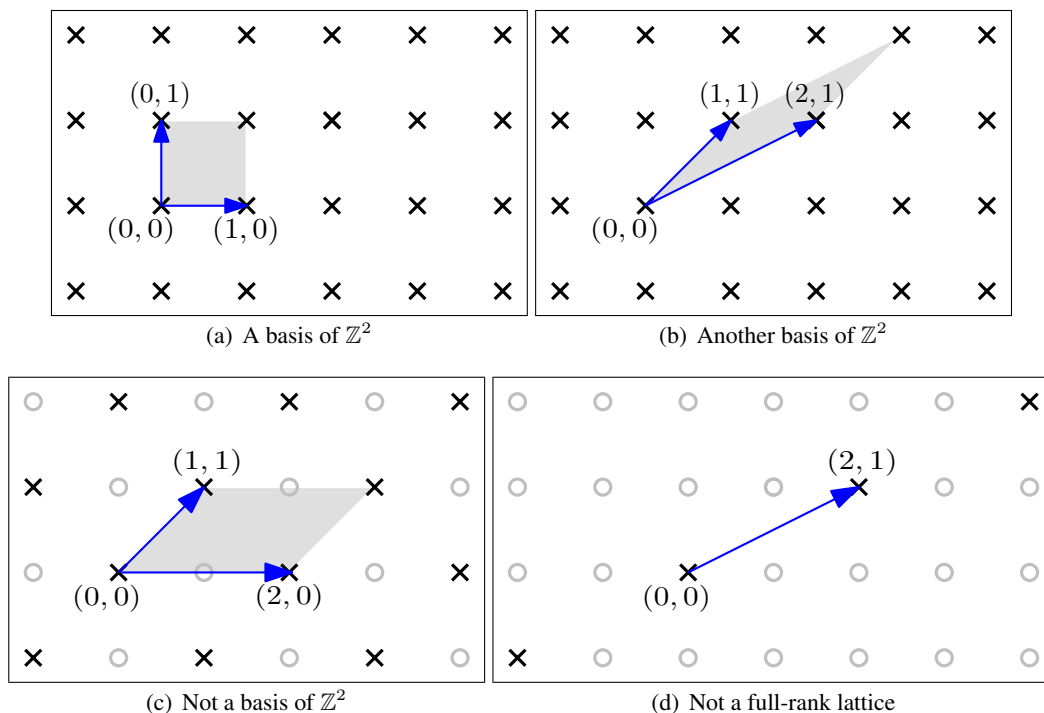 (0, 1)
(0, 0)
(1, 0)
(a) A basis of ℤ²
(1, 1)
(2, 1)
(0, 0)
(b) Another basis of ℤ²
(1, 1)
(0, 0)
(2, 0)
(c) Not a basis of ℤ²
(2, 1)
(0, 0)
(d) Not a full-rank lattice